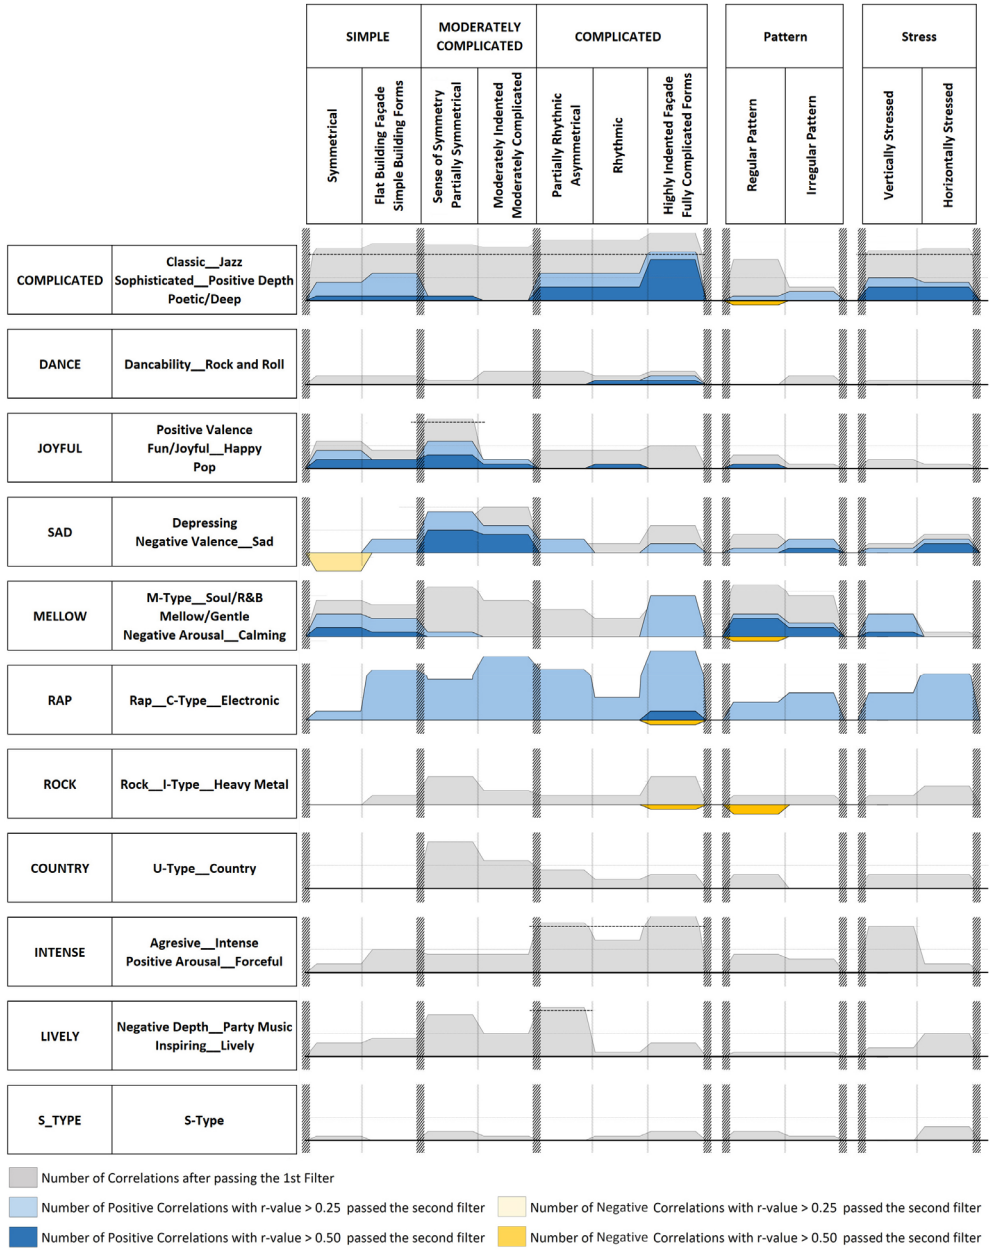 SIMPLE
MODERATELY
COMPLICATED
COMPLICATED
Pattern
Stress
Symmetrical
Flat Building Façade
Simple Building Forms
Sense of Symmetry
Partially Symmetrical
Moderately Indented
Moderately Complicated
Partially Rhythnic
Asymmetrical
Rhythmic
Highly Indented Façade
Fully Complicated Forms
Regular Pattern
Irregular Pattern
Vertically Stressed
Horizontally Stressed
COMPLICATED
Classic__Jazz
Sophisticated__Positive Depth
Poetic/Deep
DANCE
Dancability__Rock and Roll
JOYFUL
Positive Valence
Fun/Joyful__Happy
Pop
SAD
Depressing
Negative Valence__Sad
MELLOW
M-Type__Soul/R&B
Mellow/Gentle
Negative Arousal__Calming
RAP
Rap__C-Type__Electronic
ROCK
Rock__I-Type__Heavy Metal
COUNTRY
U-Type__Country
INTENSE
Agresive__Intense
Positive Arousal__Forceful
LIVELY
Negative Depth__Party Music
Inspiring__Lively
S_TYPE
S-Type
Number of Correlations after passing the 1st Filter
Number of Positive Correlations with r-value > 0.25 passed the second filter
Number of Negative Correlations with r-value > 0.25 passed the second filter
Number of Positive Correlations with r-value > 0.50 passed the second filter
Number of Negative Correlations with r-value > 0.50 passed the second filter